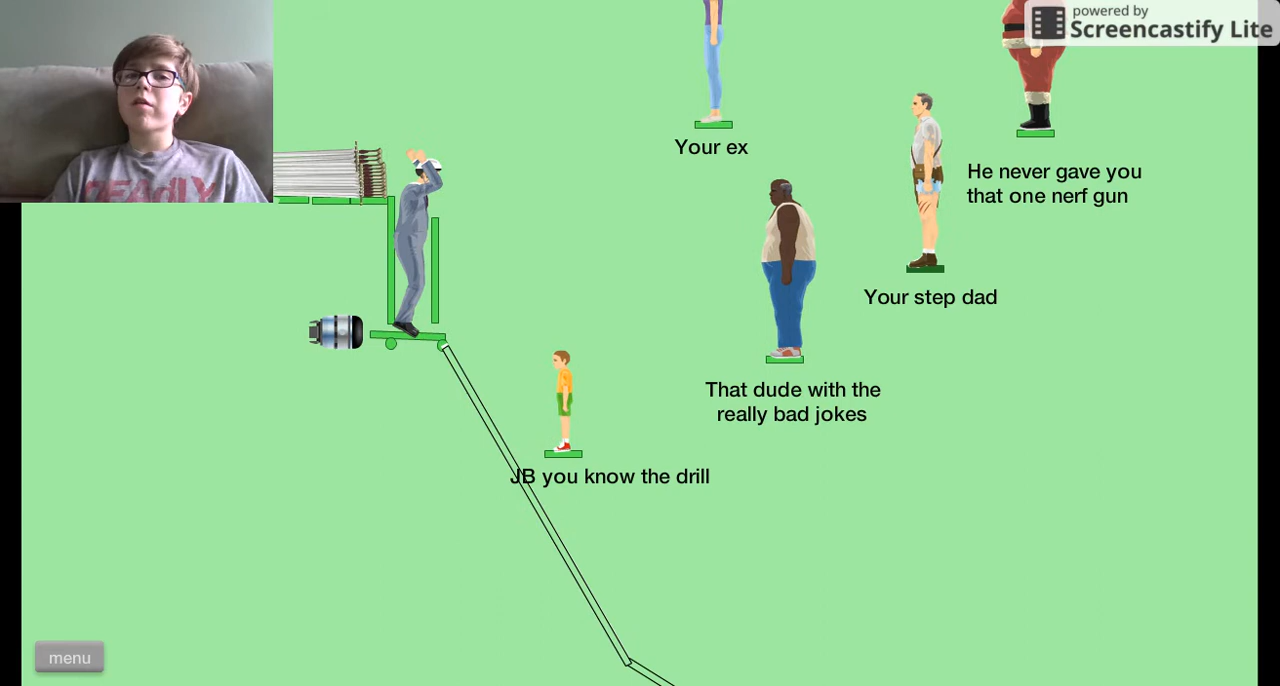 powered by
Screencastify Lite
Your ex
He never gave you
that one nerf gun
Your step dad
That dude with the
really bad jokes
JB you know the drill
menu
DEADLY